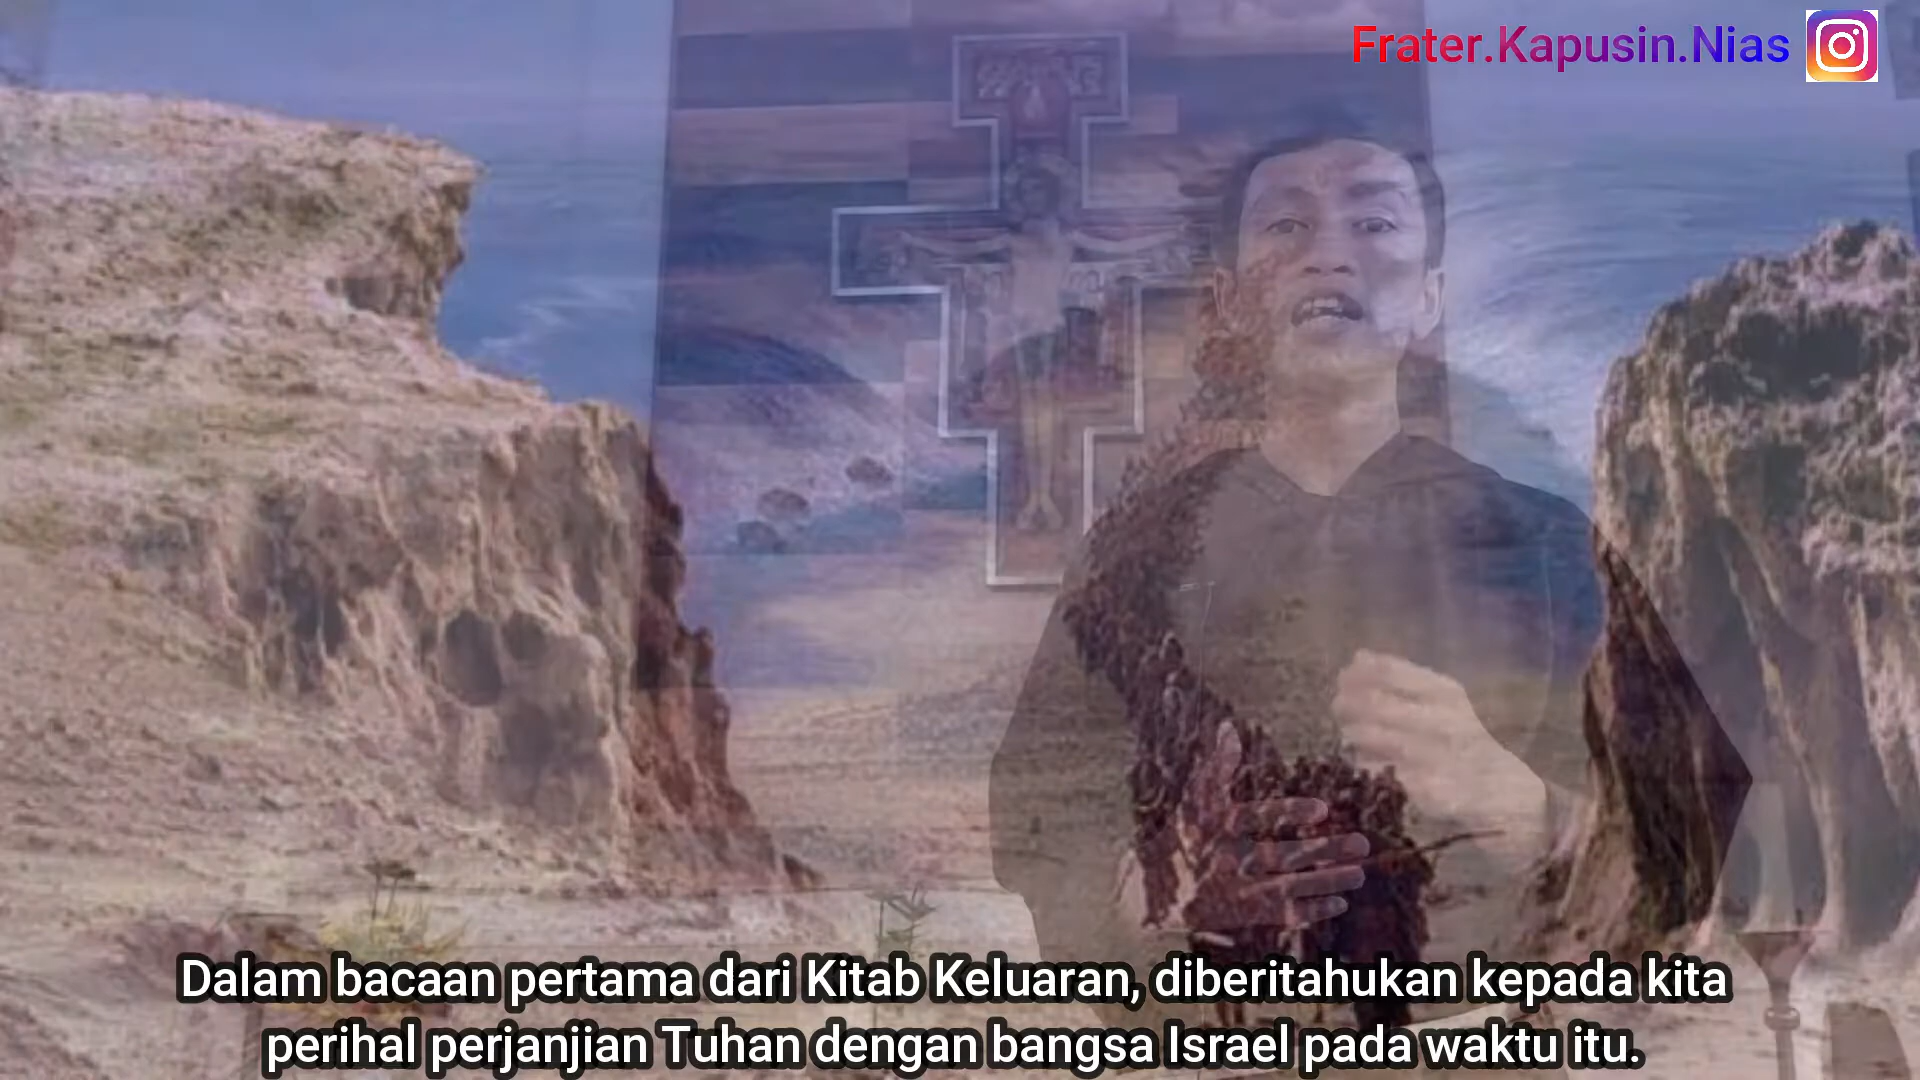 Frater.Kapusin.Nias
Dalam bacaan pertama dari Kitab Keluaran, diberitahukan kepada kita
perihal perjanjian Tuhan dengan bangsa Israel pada waktu itu.